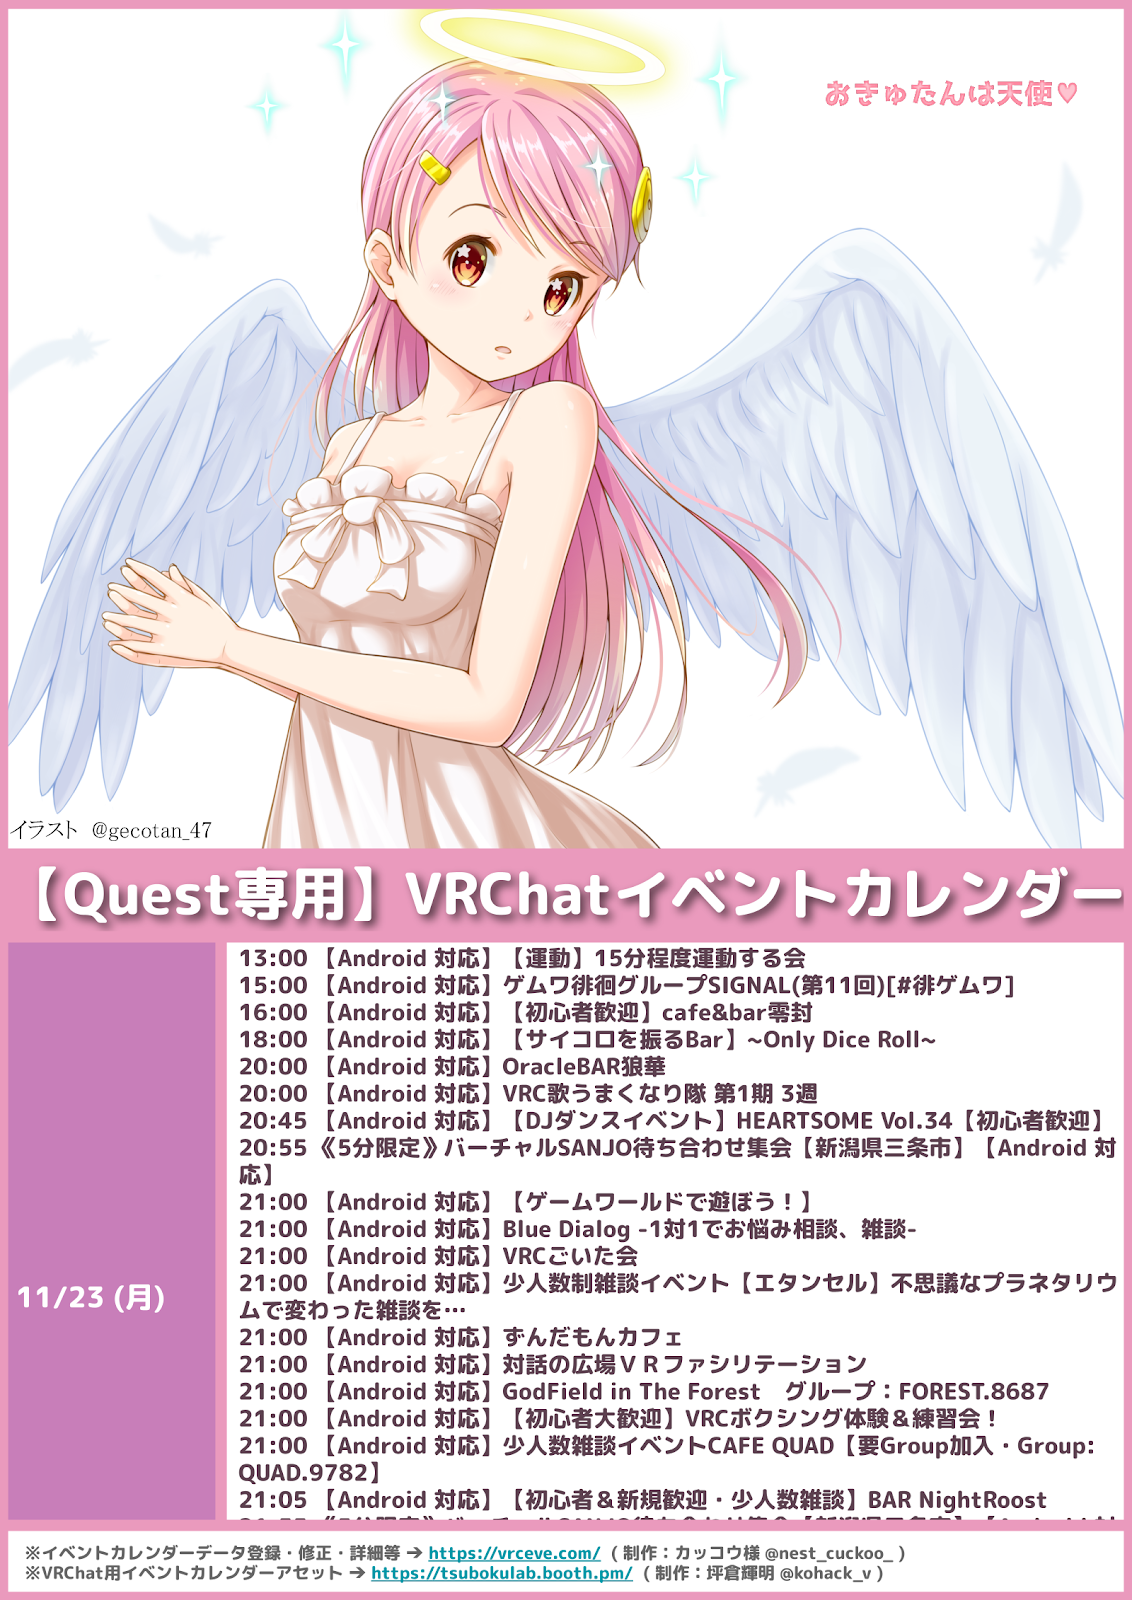 おきゅたんは天使♥
イラスト @gecotan_47
【Quest専用】VRChatイベントカレンダー
11/23 (月)
13:00 【Android 対応】【運動】15分程度運動する会
15:00 【Android 対応】ゲムワ徘徊グループSIGNAL(第11回)[#徘ゲムワ]
16:00 【Android 対応】【初心者歓迎】cafe&bar零封
18:00 【Android 対応】【サイコロを振るBar】~Only Dice Roll~
20:00 【Android 対応】OracleBAR狼華
20:00 【Android 対応】VRC歌うまくなり隊 第1期 3週
20:45 【Android 対応】【DJダンスイベント】HEARTSOME Vol.34【初心者歓迎】
20:55 《5分限定》バーチャルSANJO待ち合わせ集会【新潟県三条市】【Android 対
応】
21:00 【Android 対応】【ゲームワールドで遊ぼう！】
21:00 【Android 対応】Blue Dialog -1対1でお悩み相談、雑談-
21:00 【Android 対応】VRCごいた会
21:00 【Android 対応】少人数制雑談イベント【エタンセル】不思議なプラネタリウ
ムで変わった雑談を…
21:00 【Android 対応】ずんだもんカフェ
21:00 【Android 対応】対話の広場ＶＲファシリテーション
21:00 【Android 対応】GodField in The Forest　グループ：FOREST.8687
21:00 【Android 対応】【初心者大歓迎】VRCボクシング体験＆練習会！
21:00 【Android 対応】少人数雑談イベントCAFE QUAD【要Group加入・Group:
QUAD.9782】
21:05 【Android 対応】【初心者＆新規歓迎・少人数雑談】BAR NightRoost
※イベントカレンダーデータ登録・修正・詳細等 → https://vrceve.com/ ( 制作：カッコウ様 @nest_cuckoo_ )
※VRChat用イベントカレンダーアセット → https://tsubokulab.booth.pm/ ( 制作：坪倉輝明 @kohack_v )